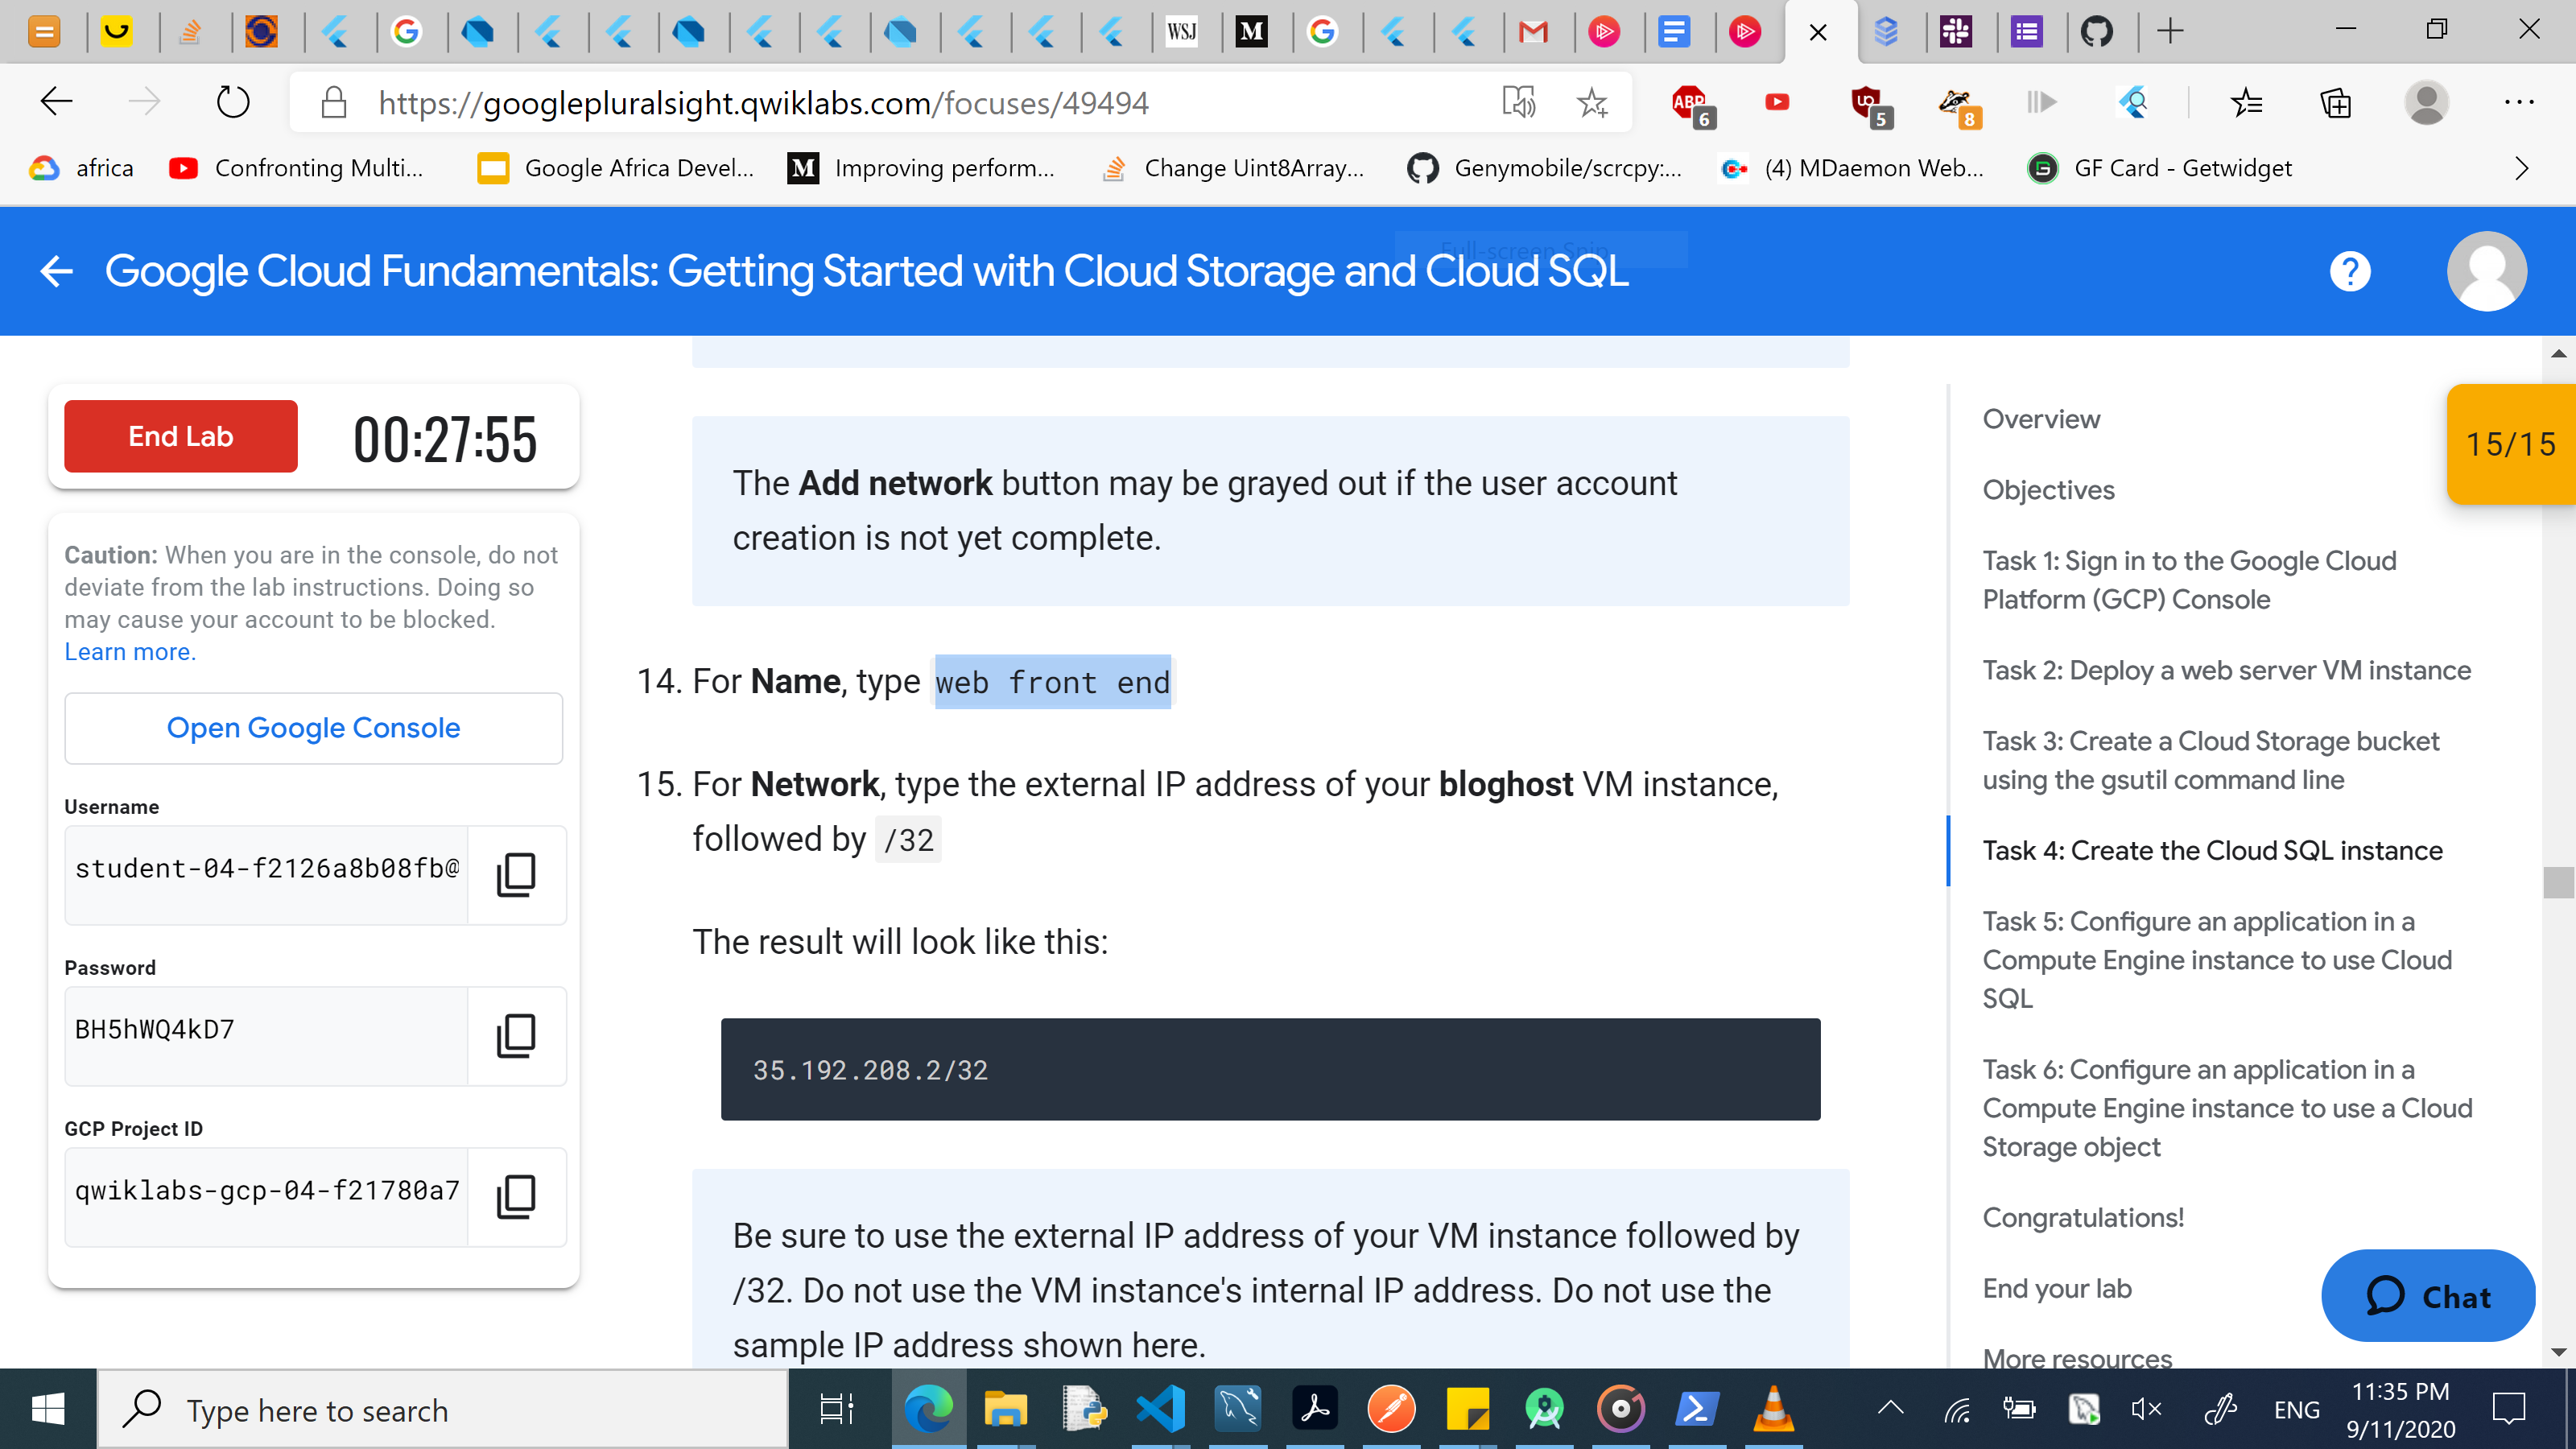 WSJ
M
https://googlepluralsight.qwiklabs.com/focuses/49494
ABP 6
5
8
africa
Confronting Multi...
Google Africa Devel...
Improving perform...
Change Uint8Array...
Genymobile/scrcpy:...
(4) MDaemon Web...
GF Card - Getwidget
Full-screen Snip
Google Cloud Fundamentals: Getting Started with Cloud Storage and Cloud SQL
?
End Lab
00:27:55
Caution: When you are in the console, do not
deviate from the lab instructions. Doing so
may cause your account to be blocked.
Learn more.
Open Google Console
Username
student-04-f2126a8b08fb@
Password
BH5hWQ4kD7
GCP Project ID
qwiklabs-gcp-04-f21780a7
The Add network button may be grayed out if the user account
creation is not yet complete.
14. For Name, type web front end
15. For Network, type the external IP address of your bloghost VM instance,
followed by /32
The result will look like this:
35.192.208.2/32
Be sure to use the external IP address of your VM instance followed by
/32. Do not use the VM instance's internal IP address. Do not use the
sample IP address shown here.
Overview
Objectives
Task 1: Sign in to the Google Cloud
Platform (GCP) Console
Task 2: Deploy a web server VM instance
Task 3: Create a Cloud Storage bucket
using the gsutil command line
Task 4: Create the Cloud SQL instance
Task 5: Configure an application in a
Compute Engine instance to use Cloud
SQL
Task 6: Configure an application in a
Compute Engine instance to use a Cloud
Storage object
Congratulations!
End your lab
More resources
15/15
Chat
Type here to search
ENG
11:35 PM
9/11/2020